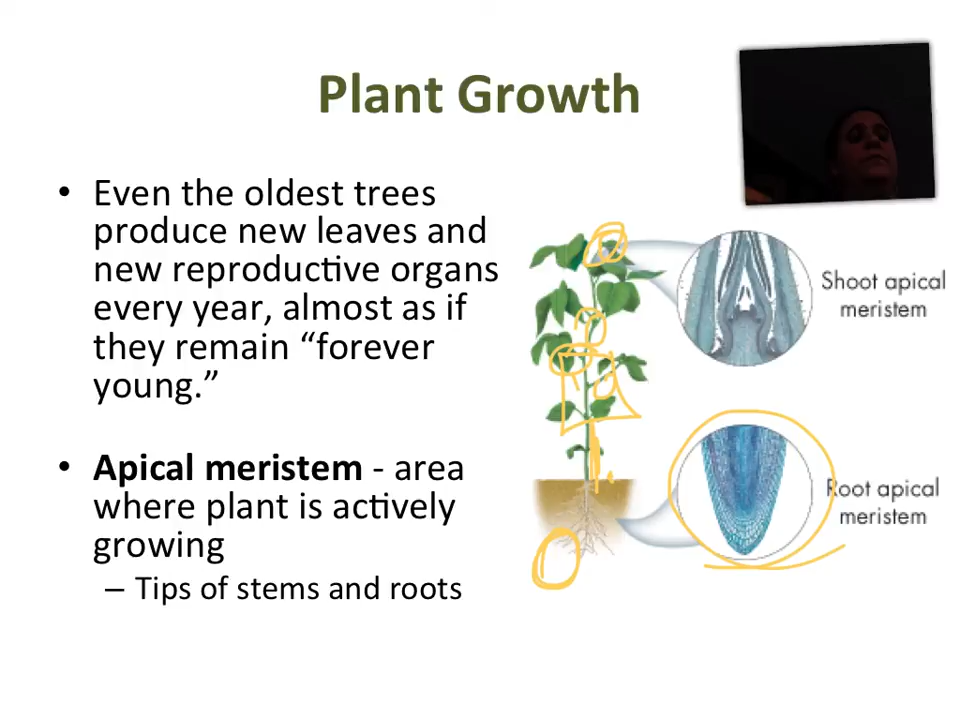 Plant Growth
• Even the oldest trees
produce new leaves and
new reproductive organs
every year, almost as if
they remain “forever
young.”
• Apical meristem - area
where plant is actively
growing
– Tips of stems and roots
Shoot apical
meristem
Root apical
meristem